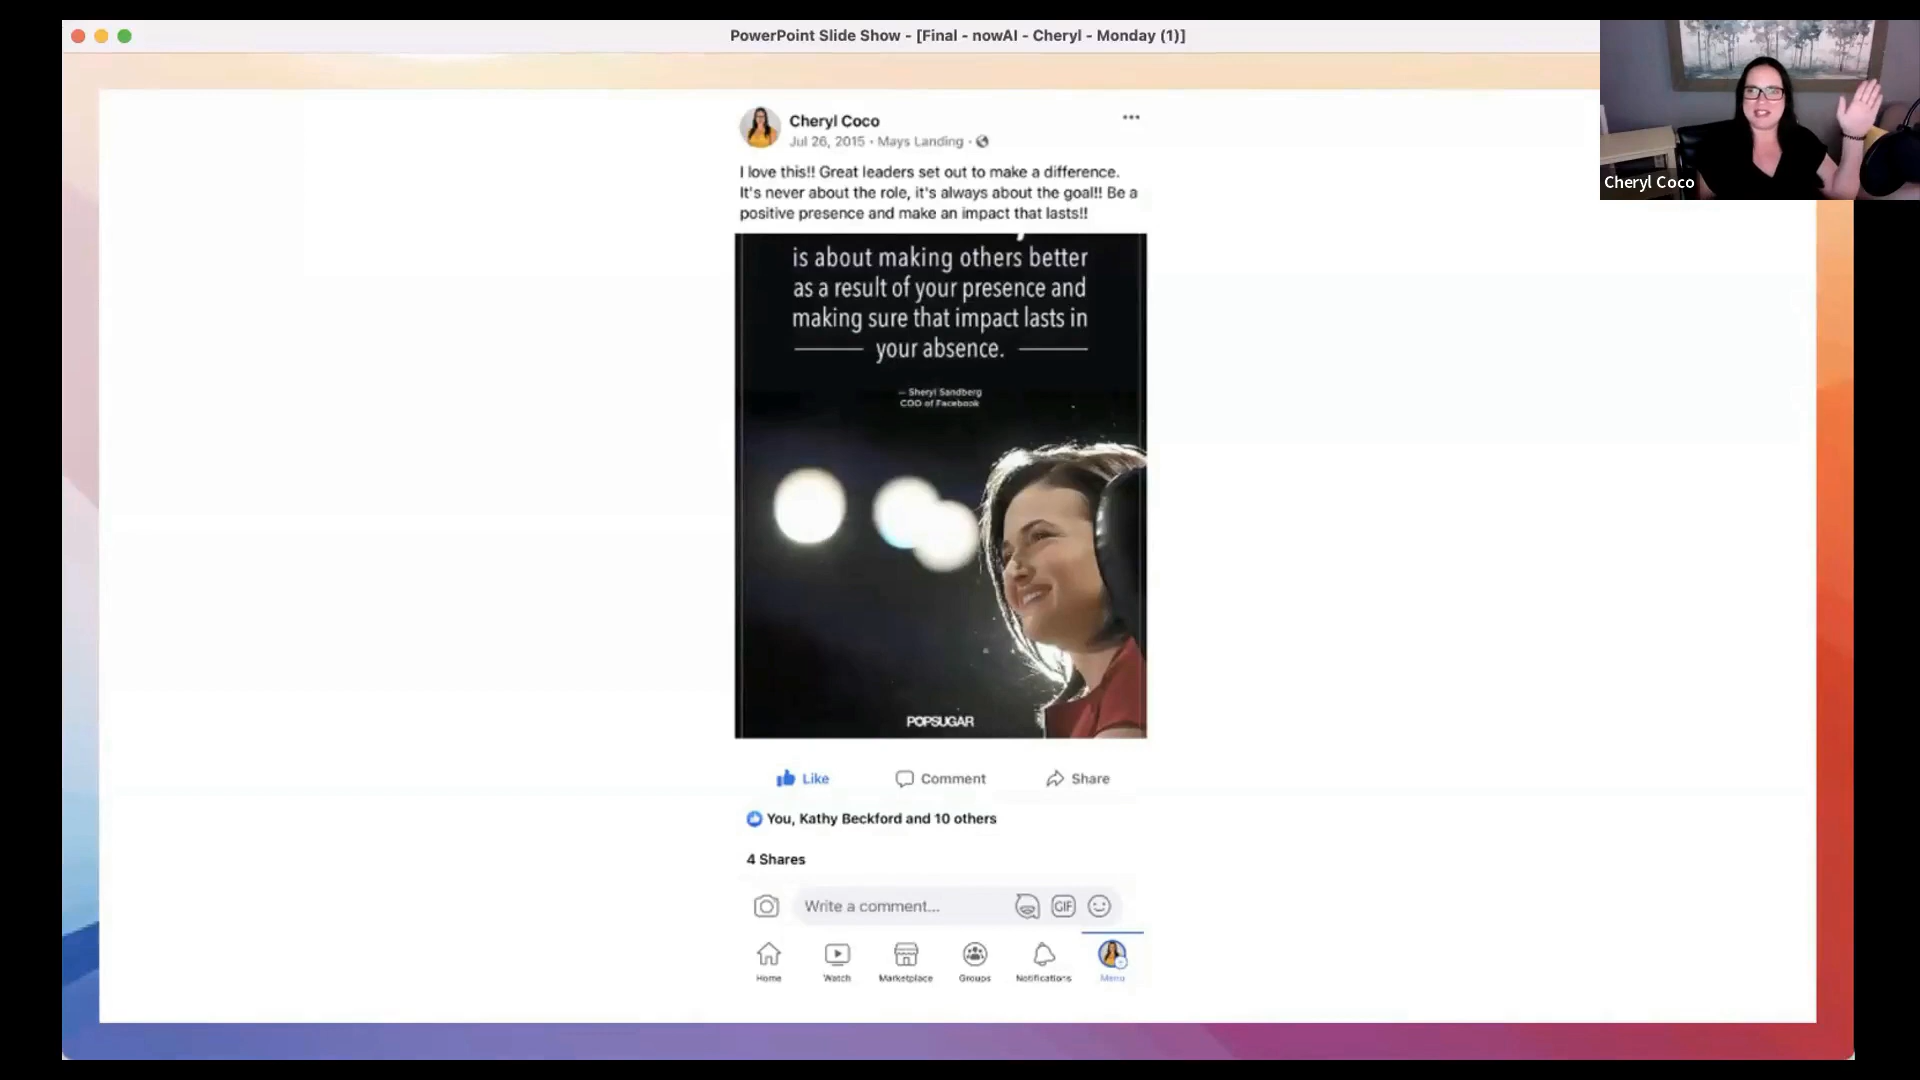 PowerPoint Slide Show - [Final - nowAI - Cheryl - Monday (1)]
Cheryl Coco
Cheryl Coco
Jul 26, 2015 · Mays Landing ·
I love this!! Great leaders set out to make a difference.
It's never about the role, it's always about the goal!! Be a
positive presence and make an impact that lasts!!
is about making others better
as a result of your presence and
making sure that impact lasts in
your absence.
— Sheryl Sandberg
COO of Facebook
POPSUGAR
Like Comment Share
You, Kathy Beckford and 10 others
4 Shares
Write a comment... GIF
Home Watch Marketplace Groups Notifications Menu